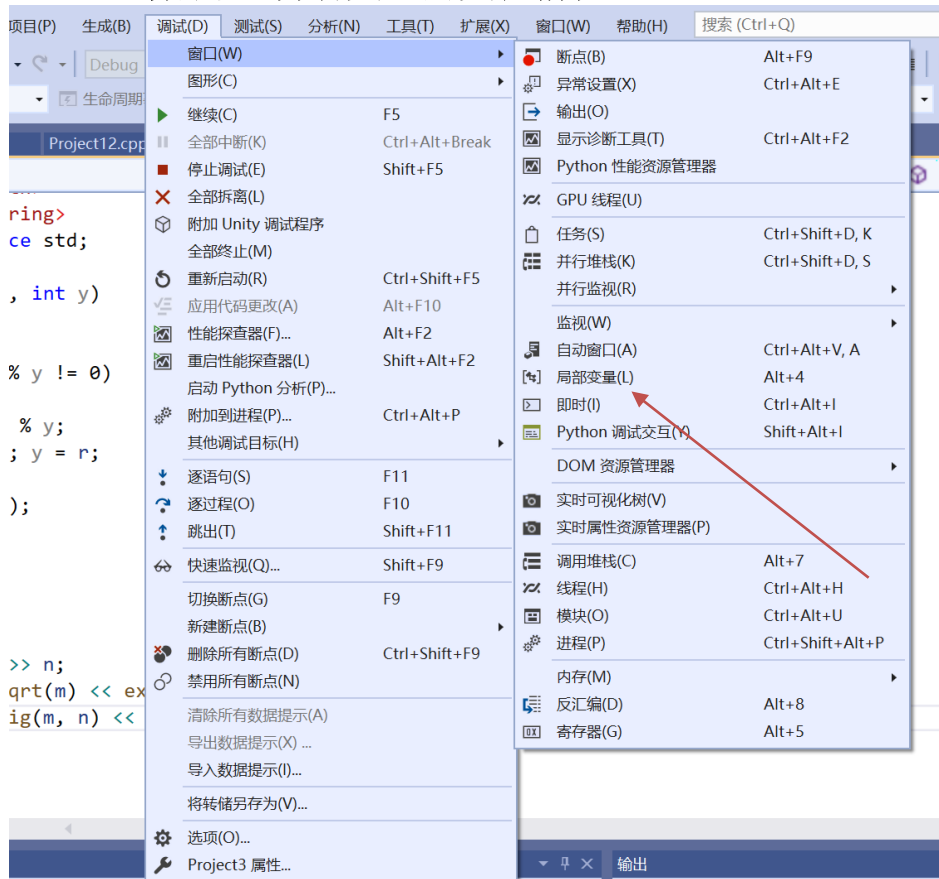 项目(P) 生成(B) 调试(D) 测试(S) 分析(N) 工具(T) 扩展(X) 窗口(W) 帮助(H) 搜索 (Ctrl+Q)
Debug
生命周期
Project12.cpp
ring>
ce std;
, int y)
% y != 0)
% y;
; y = r;
);
>> n;
qrt(m) << ex
ig(m, n) <<
窗口(W)
图形(C)
继续(C) F5
全部中断(K) Ctrl+Alt+Break
停止调试(E) Shift+F5
全部拆离(L)
附加 Unity 调试程序
全部终止(M)
重新启动(R) Ctrl+Shift+F5
应用代码更改(A) Alt+F10
性能探查器(F)... Alt+F2
重启性能探查器(L) Shift+Alt+F2
启动 Python 分析(P)...
附加到进程(P)... Ctrl+Alt+P
其他调试目标(H)
逐语句(S) F11
逐过程(O) F10
跳出(T) Shift+F11
快速监视(Q)... Shift+F9
切换断点(G) F9
新建断点(B)
删除所有断点(D) Ctrl+Shift+F9
禁用所有断点(N)
清除所有数据提示(A)
导出数据提示(X) ...
导入数据提示(I)...
将转储另存为(V)...
选项(O)...
Project3 属性...
断点(B) Alt+F9
异常设置(X) Ctrl+Alt+E
输出(O)
显示诊断工具(T) Ctrl+Alt+F2
Python 性能资源管理器
GPU 线程(U)
任务(S) Ctrl+Shift+D, K
并行堆栈(K) Ctrl+Shift+D, S
并行监视(R)
监视(W)
自动窗口(A) Ctrl+Alt+V, A
局部变量(L) Alt+4
即时(I) Ctrl+Alt+I
Python 调试交互(Y) Shift+Alt+I
DOM 资源管理器
实时可视化树(V)
实时属性资源管理器(P)
调用堆栈(C) Alt+7
线程(H) Ctrl+Alt+H
模块(O) Ctrl+Alt+U
进程(P) Ctrl+Shift+Alt+P
内存(M)
反汇编(D) Alt+8
寄存器(G) Alt+5
输出